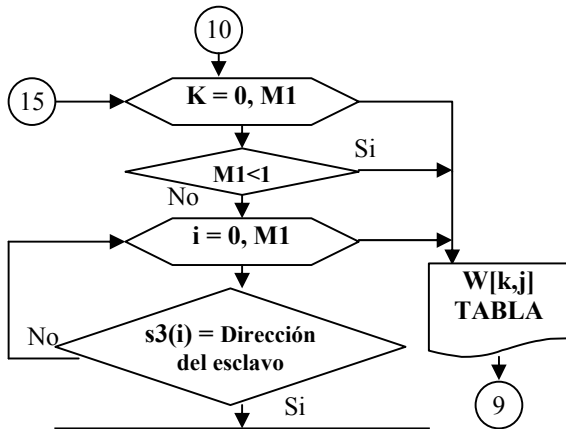 10
15
K = 0, M1
Si
M1<1
No
i = 0, M1
W[k,j]
TABLA
No
s3(i) = Dirección
del esclavo
Si
9